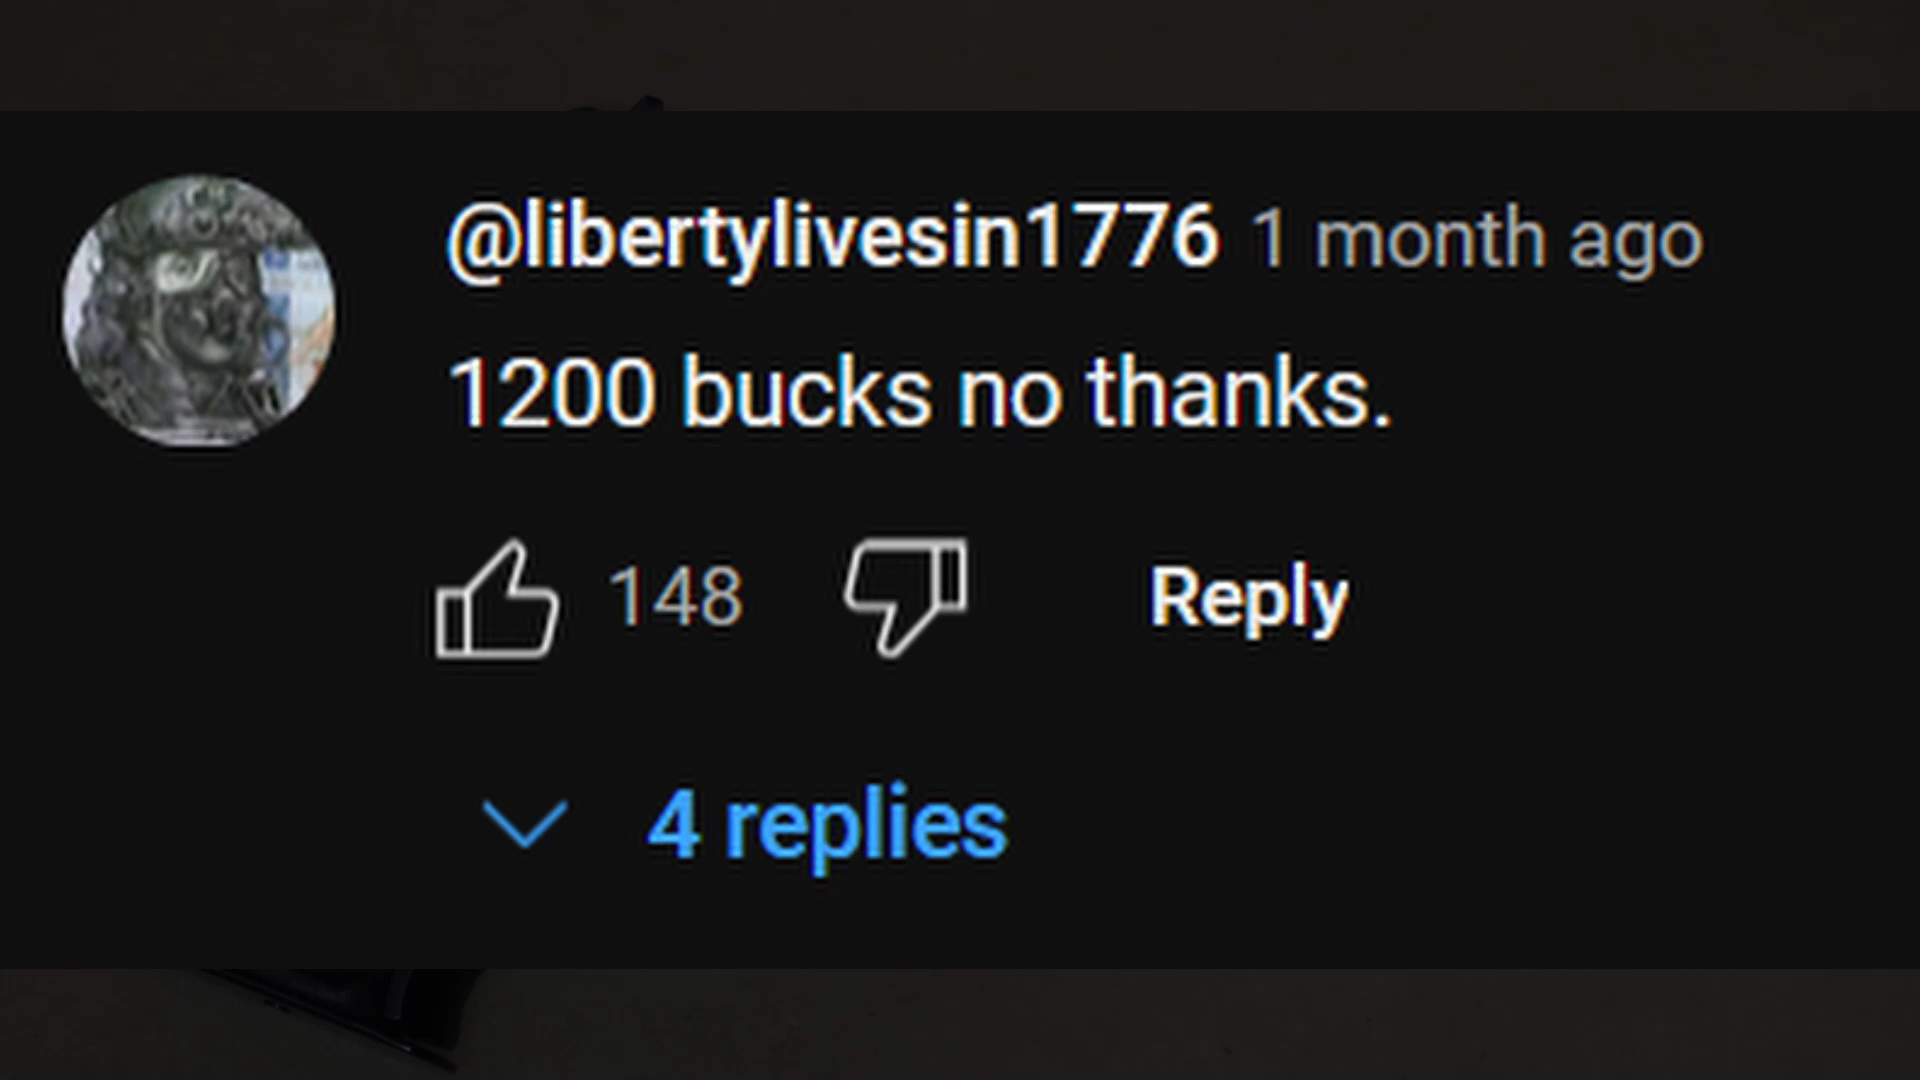 @libertylivesin1776 1 month ago
1200 bucks no thanks.
148 Reply
4 replies